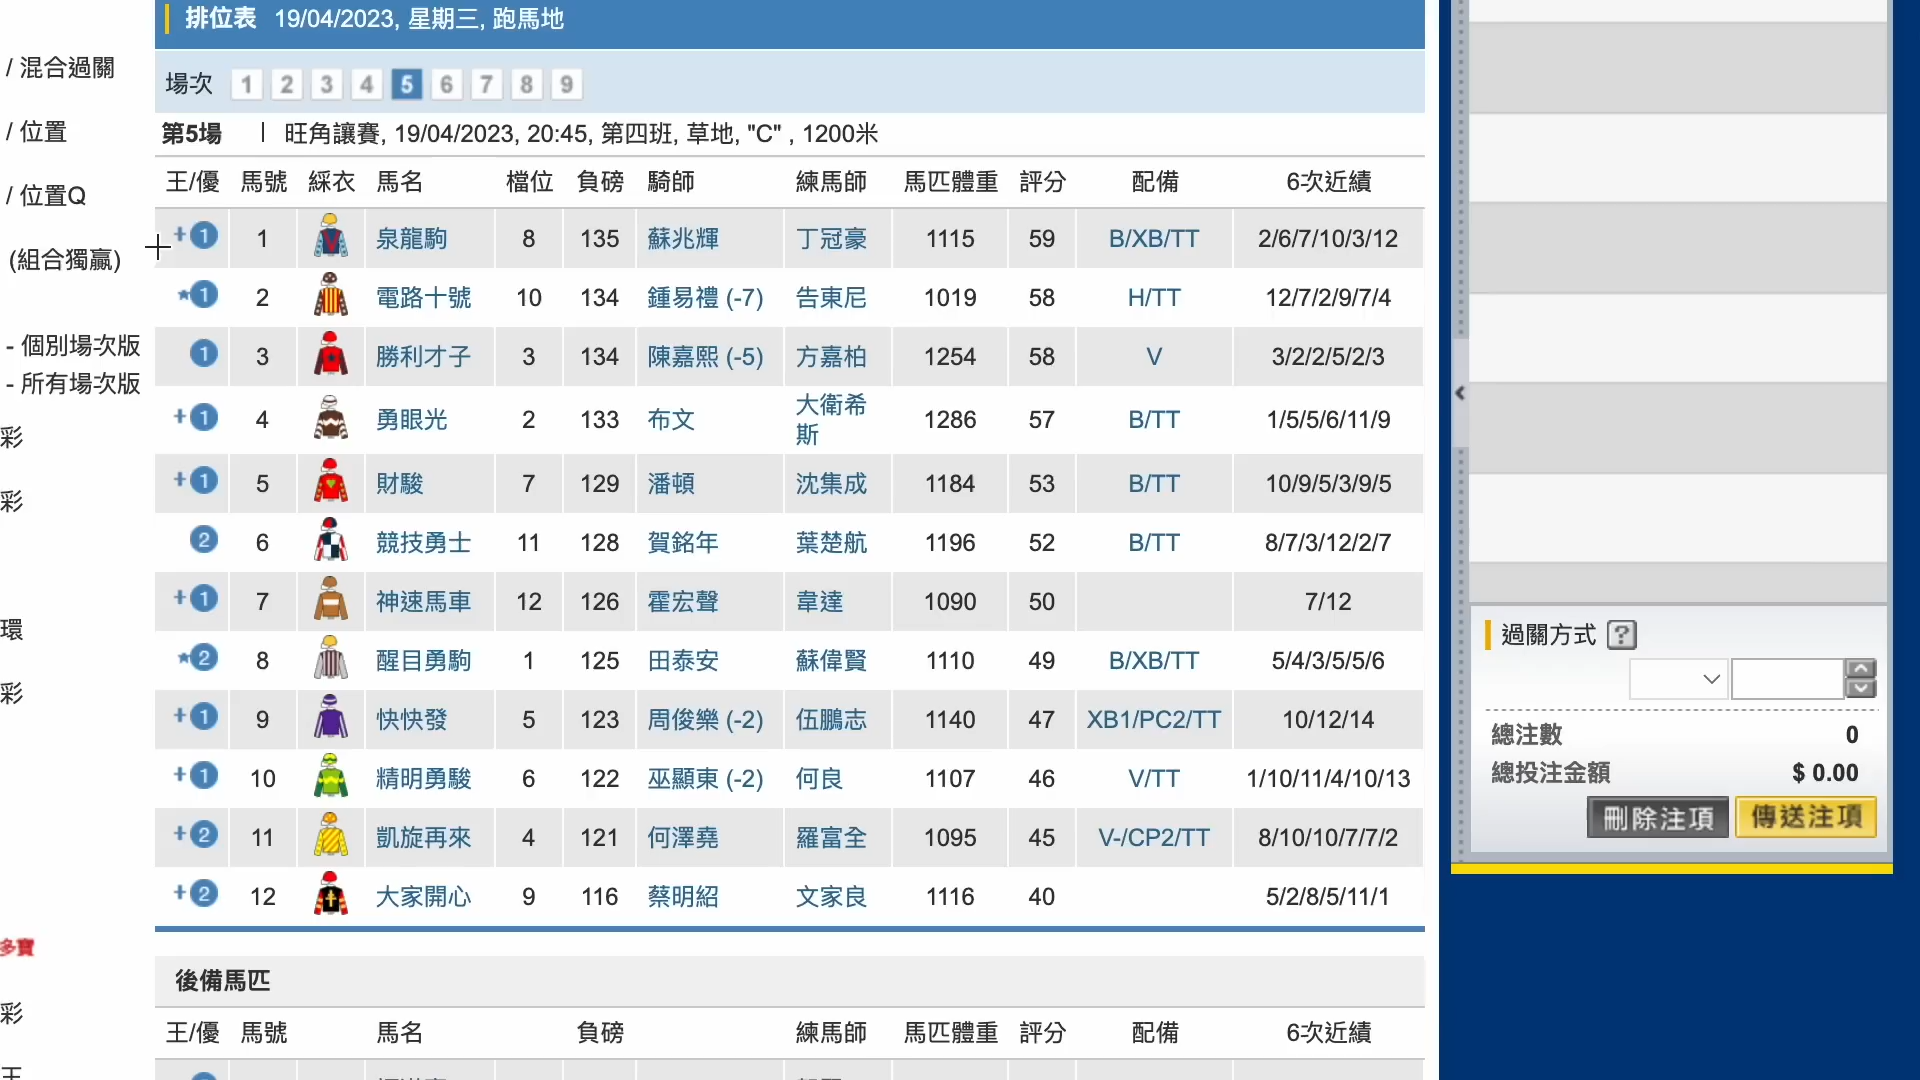 排位表 19/04/2023, 星期三, 跑馬地
/ 混合過關
/ 位置
/ 位置Q
(組合獨贏)
- 個別場次版
- 所有場次版
彩
彩
環
彩
多寶
彩
王
場次 1 2 3 4 5 6 7 8 9
第5場 | 旺角讓賽, 19/04/2023, 20:45, 第四班, 草地, "C" , 1200米
王/優 馬號 綵衣 馬名 檔位 負磅 騎師 練馬師 馬匹體重 評分 配備 6次近績
+1 1 泉龍駒 8 135 蘇兆輝 丁冠豪 1115 59 B/XB/TT 2/6/7/10/3/12
★1 2 電路十號 10 134 鍾易禮 (-7) 告東尼 1019 58 H/TT 12/7/2/9/7/4
1 3 勝利才子 3 134 陳嘉熙 (-5) 方嘉柏 1254 58 V 3/2/2/5/2/3
+1 4 勇眼光 2 133 布文 大衛希斯 1286 57 B/TT 1/5/5/6/11/9
+1 5 財駿 7 129 潘頓 沈集成 1184 53 B/TT 10/9/5/3/9/5
2 6 競技勇士 11 128 賀銘年 葉楚航 1196 52 B/TT 8/7/3/12/2/7
+1 7 神速馬車 12 126 霍宏聲 韋達 1090 50 7/12
★2 8 醒目勇駒 1 125 田泰安 蘇偉賢 1110 49 B/XB/TT 5/4/3/5/5/6
+1 9 快快發 5 123 周俊樂 (-2) 伍鵬志 1140 47 XB1/PC2/TT 10/12/14
+1 10 精明勇駿 6 122 巫顯東 (-2) 何良 1107 46 V/TT 1/10/11/4/10/13
+2 11 凱旋再來 4 121 何澤堯 羅富全 1095 45 V-/CP2/TT 8/10/10/7/7/2
+2 12 大家開心 9 116 蔡明紹 文家良 1116 40 5/2/8/5/11/1
後備馬匹
王/優 馬號 馬名 負磅 練馬師 馬匹體重 評分 配備 6次近績
過關方式 ?
總注數 0
總投注金額 $ 0.00
刪除注項 傳送注項